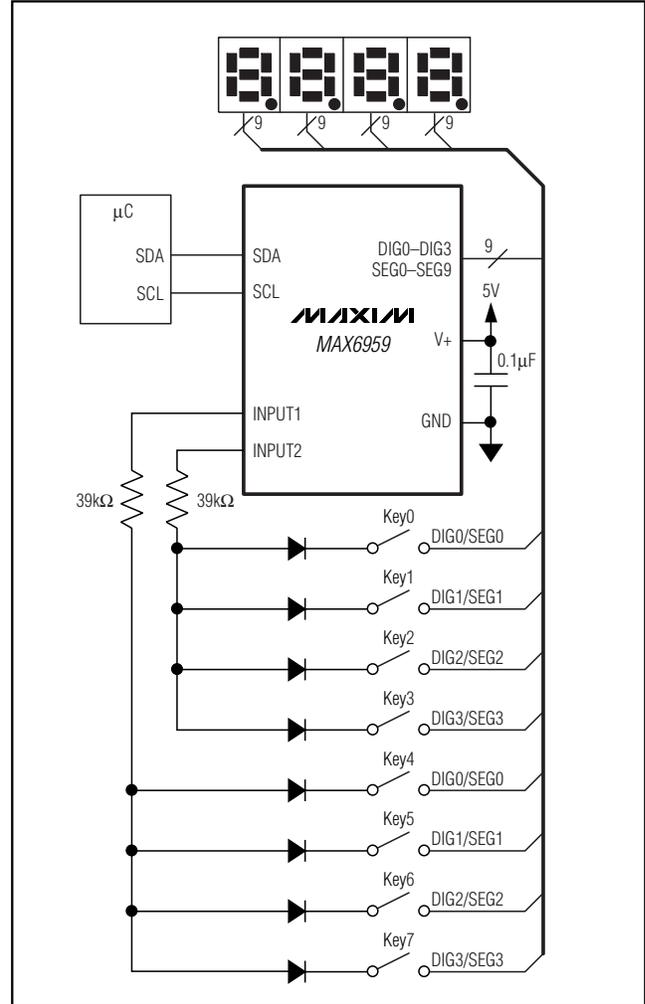 9
9
9
9
µC
SDA
SCL
SDA
SCL
DIG0–DIG3
SEG0–SEG9
9
5V
MAXIM
MAX6959
V+
0.1µF
GND
INPUT1
INPUT2
39kΩ
39kΩ
Key0
DIG0/SEG0
Key1
DIG1/SEG1
Key2
DIG2/SEG2
Key3
DIG3/SEG3
Key4
DIG0/SEG0
Key5
DIG1/SEG1
Key6
DIG2/SEG2
Key7
DIG3/SEG3